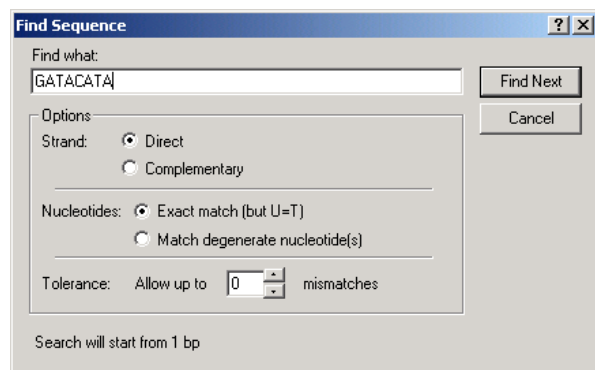 Find Sequence
Find what:
GATACATA
Find Next
Cancel
Options
Strand: Direct
Complementary
Nucleotides: Exact match (but U=T)
Match degenerate nucleotide(s)
Tolerance: Allow up to 0 mismatches
Search will start from 1 bp